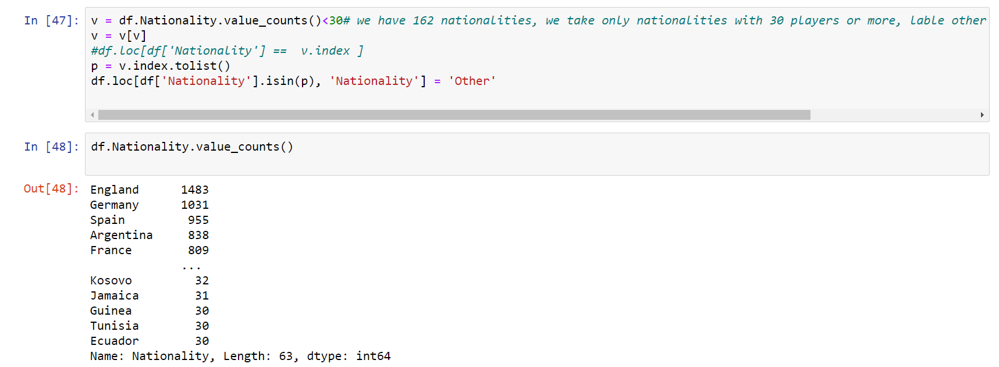 In [47]: v = df.Nationality.value_counts()<30# we have 162 nationalities, we take only nationalities with 30 players or more, lable other
v = v[v]
#df.loc[df['Nationality'] ==  v.index ]
p = v.index.tolist()
df.loc[df['Nationality'].isin(p), 'Nationality'] = 'Other'
In [48]: df.Nationality.value_counts()
Out[48]: England      1483
Germany      1031
Spain         955
Argentina     838
France        809
...
Kosovo         32
Jamaica        31
Guinea         30
Tunisia        30
Ecuador        30
Name: Nationality, Length: 63, dtype: int64